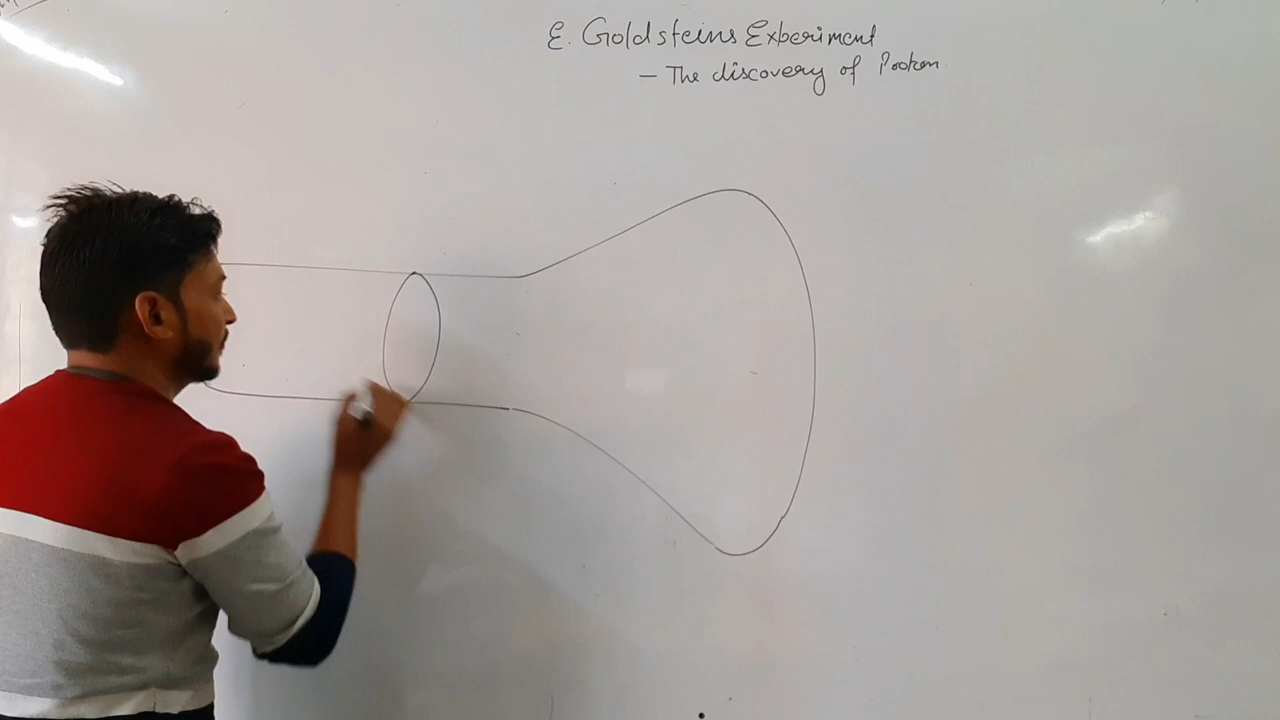 E. Goldsteins Experiment
– The discovery of Proton